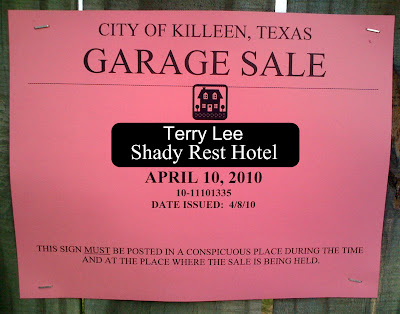 CITY OF KILLEEN, TEXAS
GARAGE SALE
Terry Lee
Shady Rest Hotel
APRIL 10, 2010
10-11101335
DATE ISSUED: 4/8/10
THIS SIGN MUST BE POSTED IN A CONSPICUOUS PLACE DURING THE TIME
AND AT THE PLACE WHERE THE SALE IS BEING HELD.